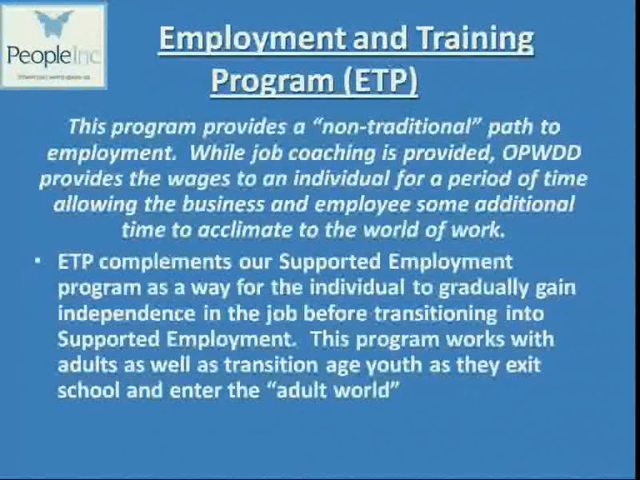 PeopleInc
Employment and Training
Program (ETP)
This program provides a “non-traditional” path to
employment. While job coaching is provided, OPWDD
provides the wages to an individual for a period of time
allowing the business and employee some additional
time to acclimate to the world of work.
• ETP complements our Supported Employment
program as a way for the individual to gradually gain
independence in the job before transitioning into
Supported Employment. This program works with
adults as well as transition age youth as they exit
school and enter the “adult world”